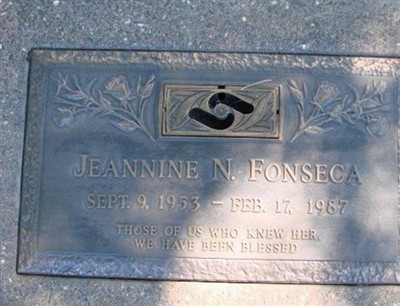 JEANNINE N. FONSECA
SEPT. 9, 1953 – FEB. 17, 1987
THOSE OF US WHO KNEW HER,
WE HAVE BEEN BLESSED